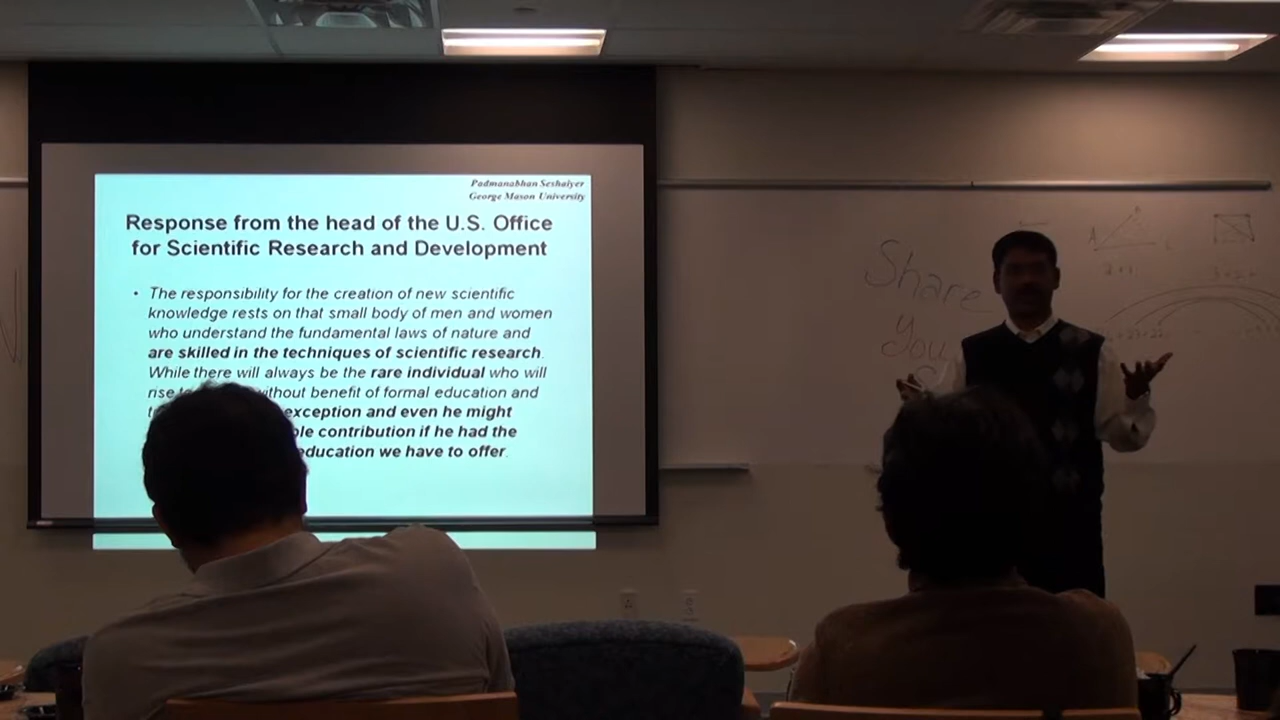 Padmanabhan Seshaiyer
George Mason University
Response from the head of the U.S. Office
for Scientific Research and Development
• The responsibility for the creation of new scientific
knowledge rests on that small body of men and women
who understand the fundamental laws of nature and
are skilled in the techniques of scientific research.
While there will always be the rare individual who will
rise without benefit of formal education and
exception and even he might
contribution if he had the
education we have to offer.
Share
You